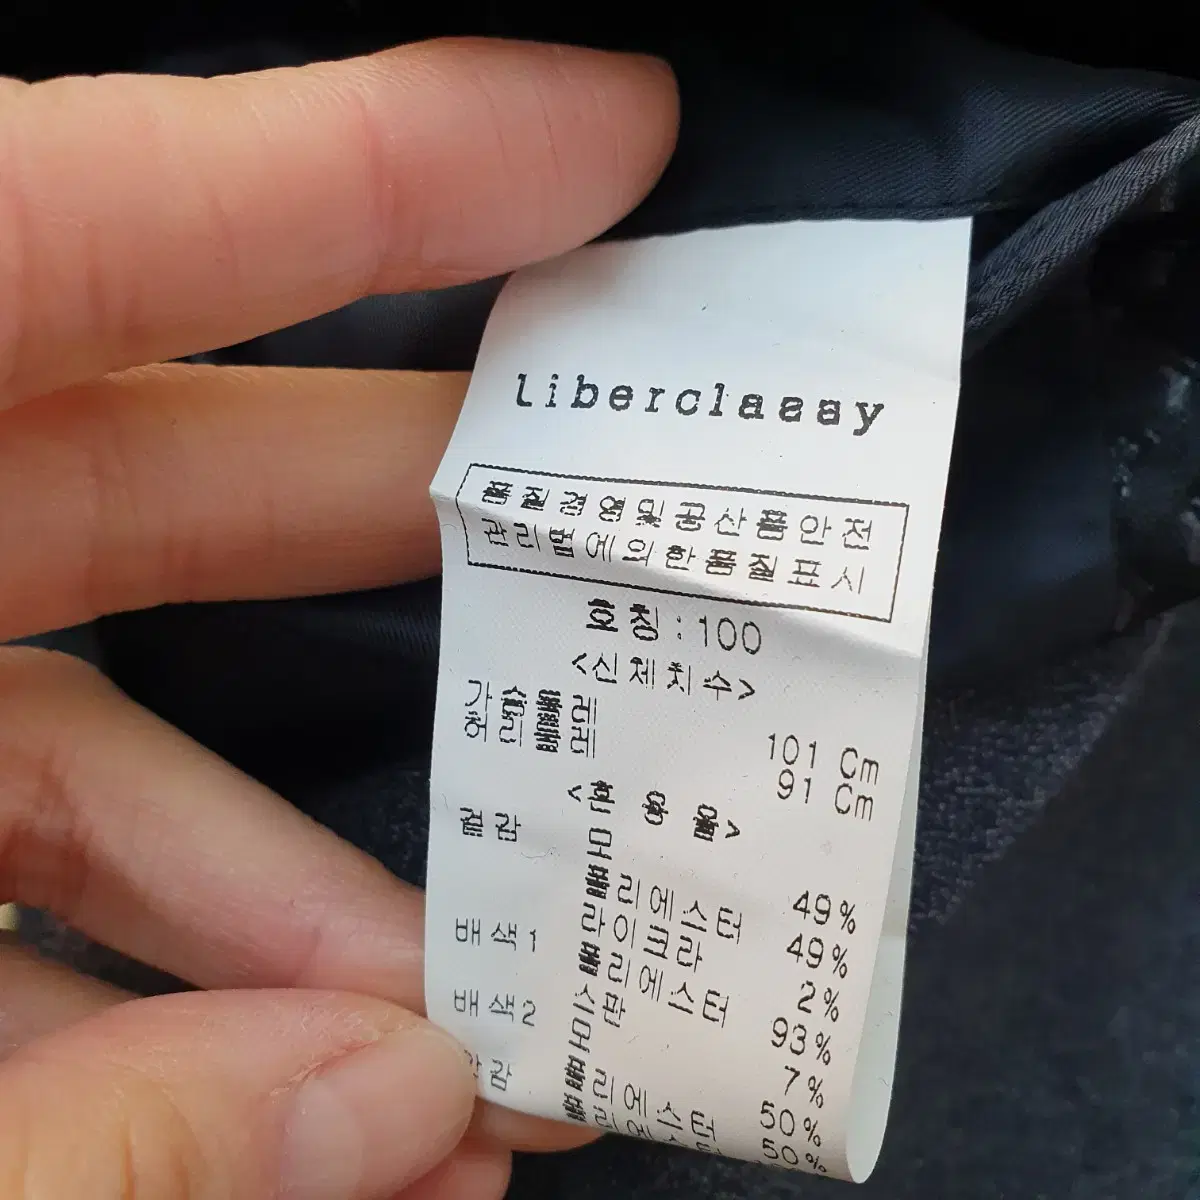 liberclassy
품질경영및공산품안전
관리법에의한품질표시
호칭:100
<신체치수>
가슴둘레 101 Cm
허리둘레 91 Cm
<혼용율>
겉감 모 49%
폴리에스터 49%
라이크라 2%
배색1 폴리에스터 93%
스판 7%
배색2 모 50%
폴리에스터 50%
안감